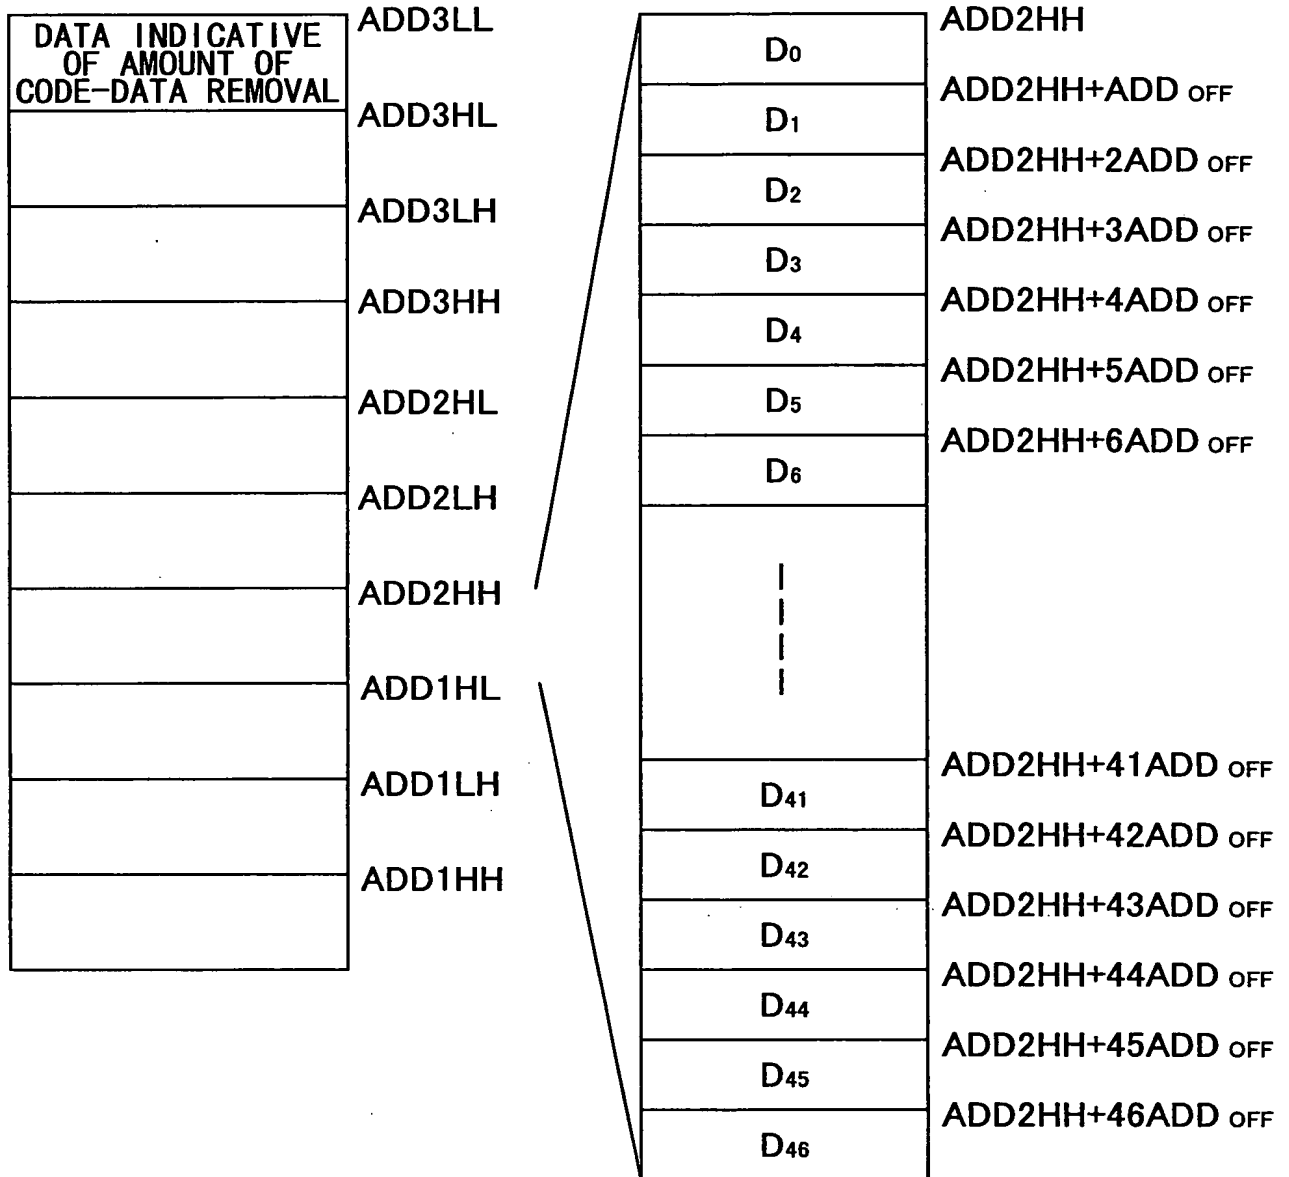 DATA INDICATIVE
OF AMOUNT OF
CODE-DATA REMOVAL
ADD3LL
ADD3HL
ADD3LH
ADD3HH
ADD2HL
ADD2LH
ADD2HH
ADD1HL
ADD1LH
ADD1HH
D0
D1
D2
D3
D4
D5
D6
D41
D42
D43
D44
D45
D46
ADD2HH
ADD2HH+ADD OFF
ADD2HH+2ADD OFF
ADD2HH+3ADD OFF
ADD2HH+4ADD OFF
ADD2HH+5ADD OFF
ADD2HH+6ADD OFF
ADD2HH+41ADD OFF
ADD2HH+42ADD OFF
ADD2HH+43ADD OFF
ADD2HH+44ADD OFF
ADD2HH+45ADD OFF
ADD2HH+46ADD OFF